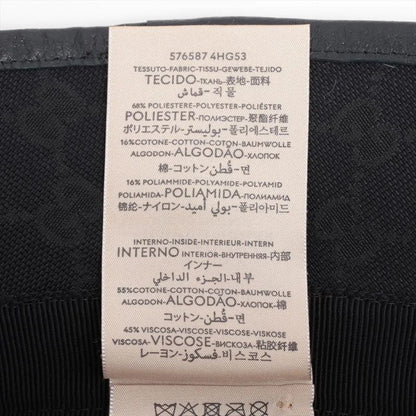 576587 4HG53
TESSUTO-FABRIC-TISSU-GEWEBE-TEJIDO
TECIDO-ТКАНЬ-表地-面料
قماش-직물
68% POLIESTERE-POLYESTER-POLIÉSTER
POLIESTER-ПОЛИЭСТЕР-聚酯纤维
ポリエステル-بوليستر-폴리에스테르
16%COTONE-COTTON-COTON-BAUMWOLLE
ALGODON-ALGODÃO-ХЛОПОК
棉-コットン-قُطن-면
16% POLIAMMIDE-POLYAMIDE-POLYAMID
POLIAMIDA-POLIAMIDA-ПОЛИАМИД
锦纶-ナイロン-بولي أميد-폴리아미드
INTERNO-INSIDE-INTERIEUR-INTERN
INTERNO INTERIOR-ВНУТРЕННЯЯ-内部
インナー
내부-الجزء الداخلي
55%COTONE-COTTON-COTON-BAUMWOLLE
ALGODON-ALGODÃO-ХЛОПОК-棉
コットン-قُطن-면
45% VISCOSA-VISCOSE-VISCOSE-VISKOSE
VISCOSA-VISCOSE-ВИСКОЗА-粘胶纤维
レーヨン-فسكوز-비스코스